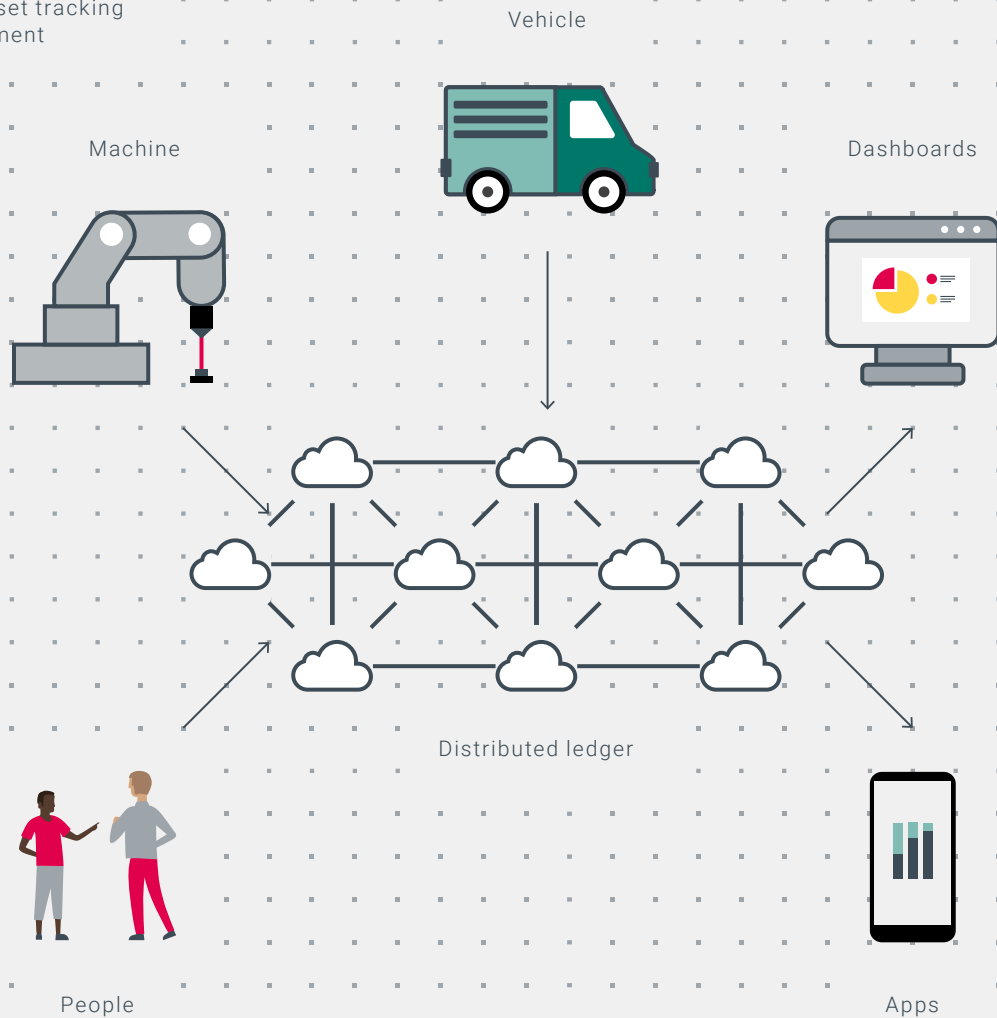 set tracking
ment
Vehicle
Machine
Dashboards
Distributed ledger
People
Apps